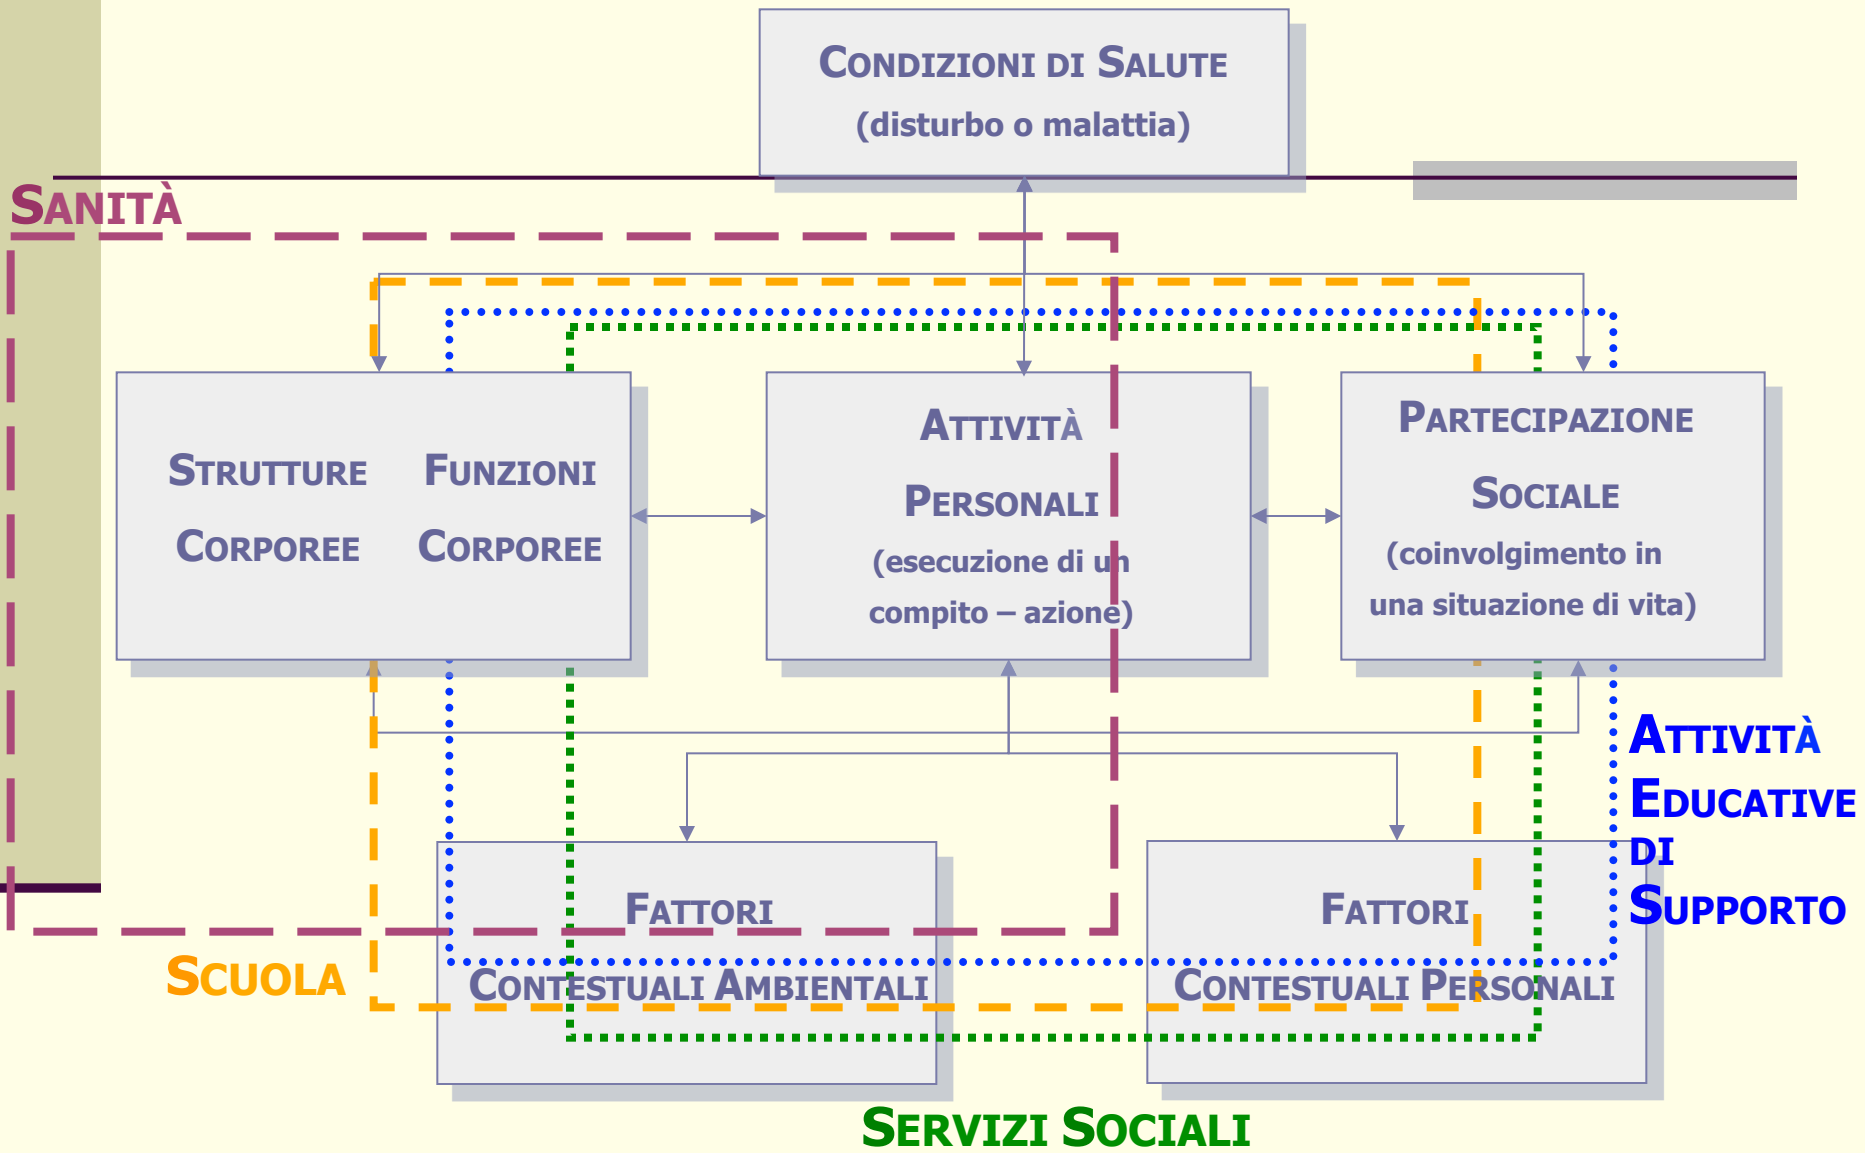 CONDIZIONI DI SALUTE
(disturbo o malattia)
SANITÀ
STRUTTURE
CORPOREE
FUNZIONI
CORPOREE
ATTIVITÀ
PERSONALI
(esecuzione di un
compito – azione)
PARTECIPAZIONE
SOCIALE
(coinvolgimento in
una situazione di vita)
ATTIVITÀ
EDUCATIVE
DI
SUPPORTO
FATTORI
CONTESTUALI AMBIENTALI
FATTORI
CONTESTUALI PERSONALI
SCUOLA
SERVIZI SOCIALI